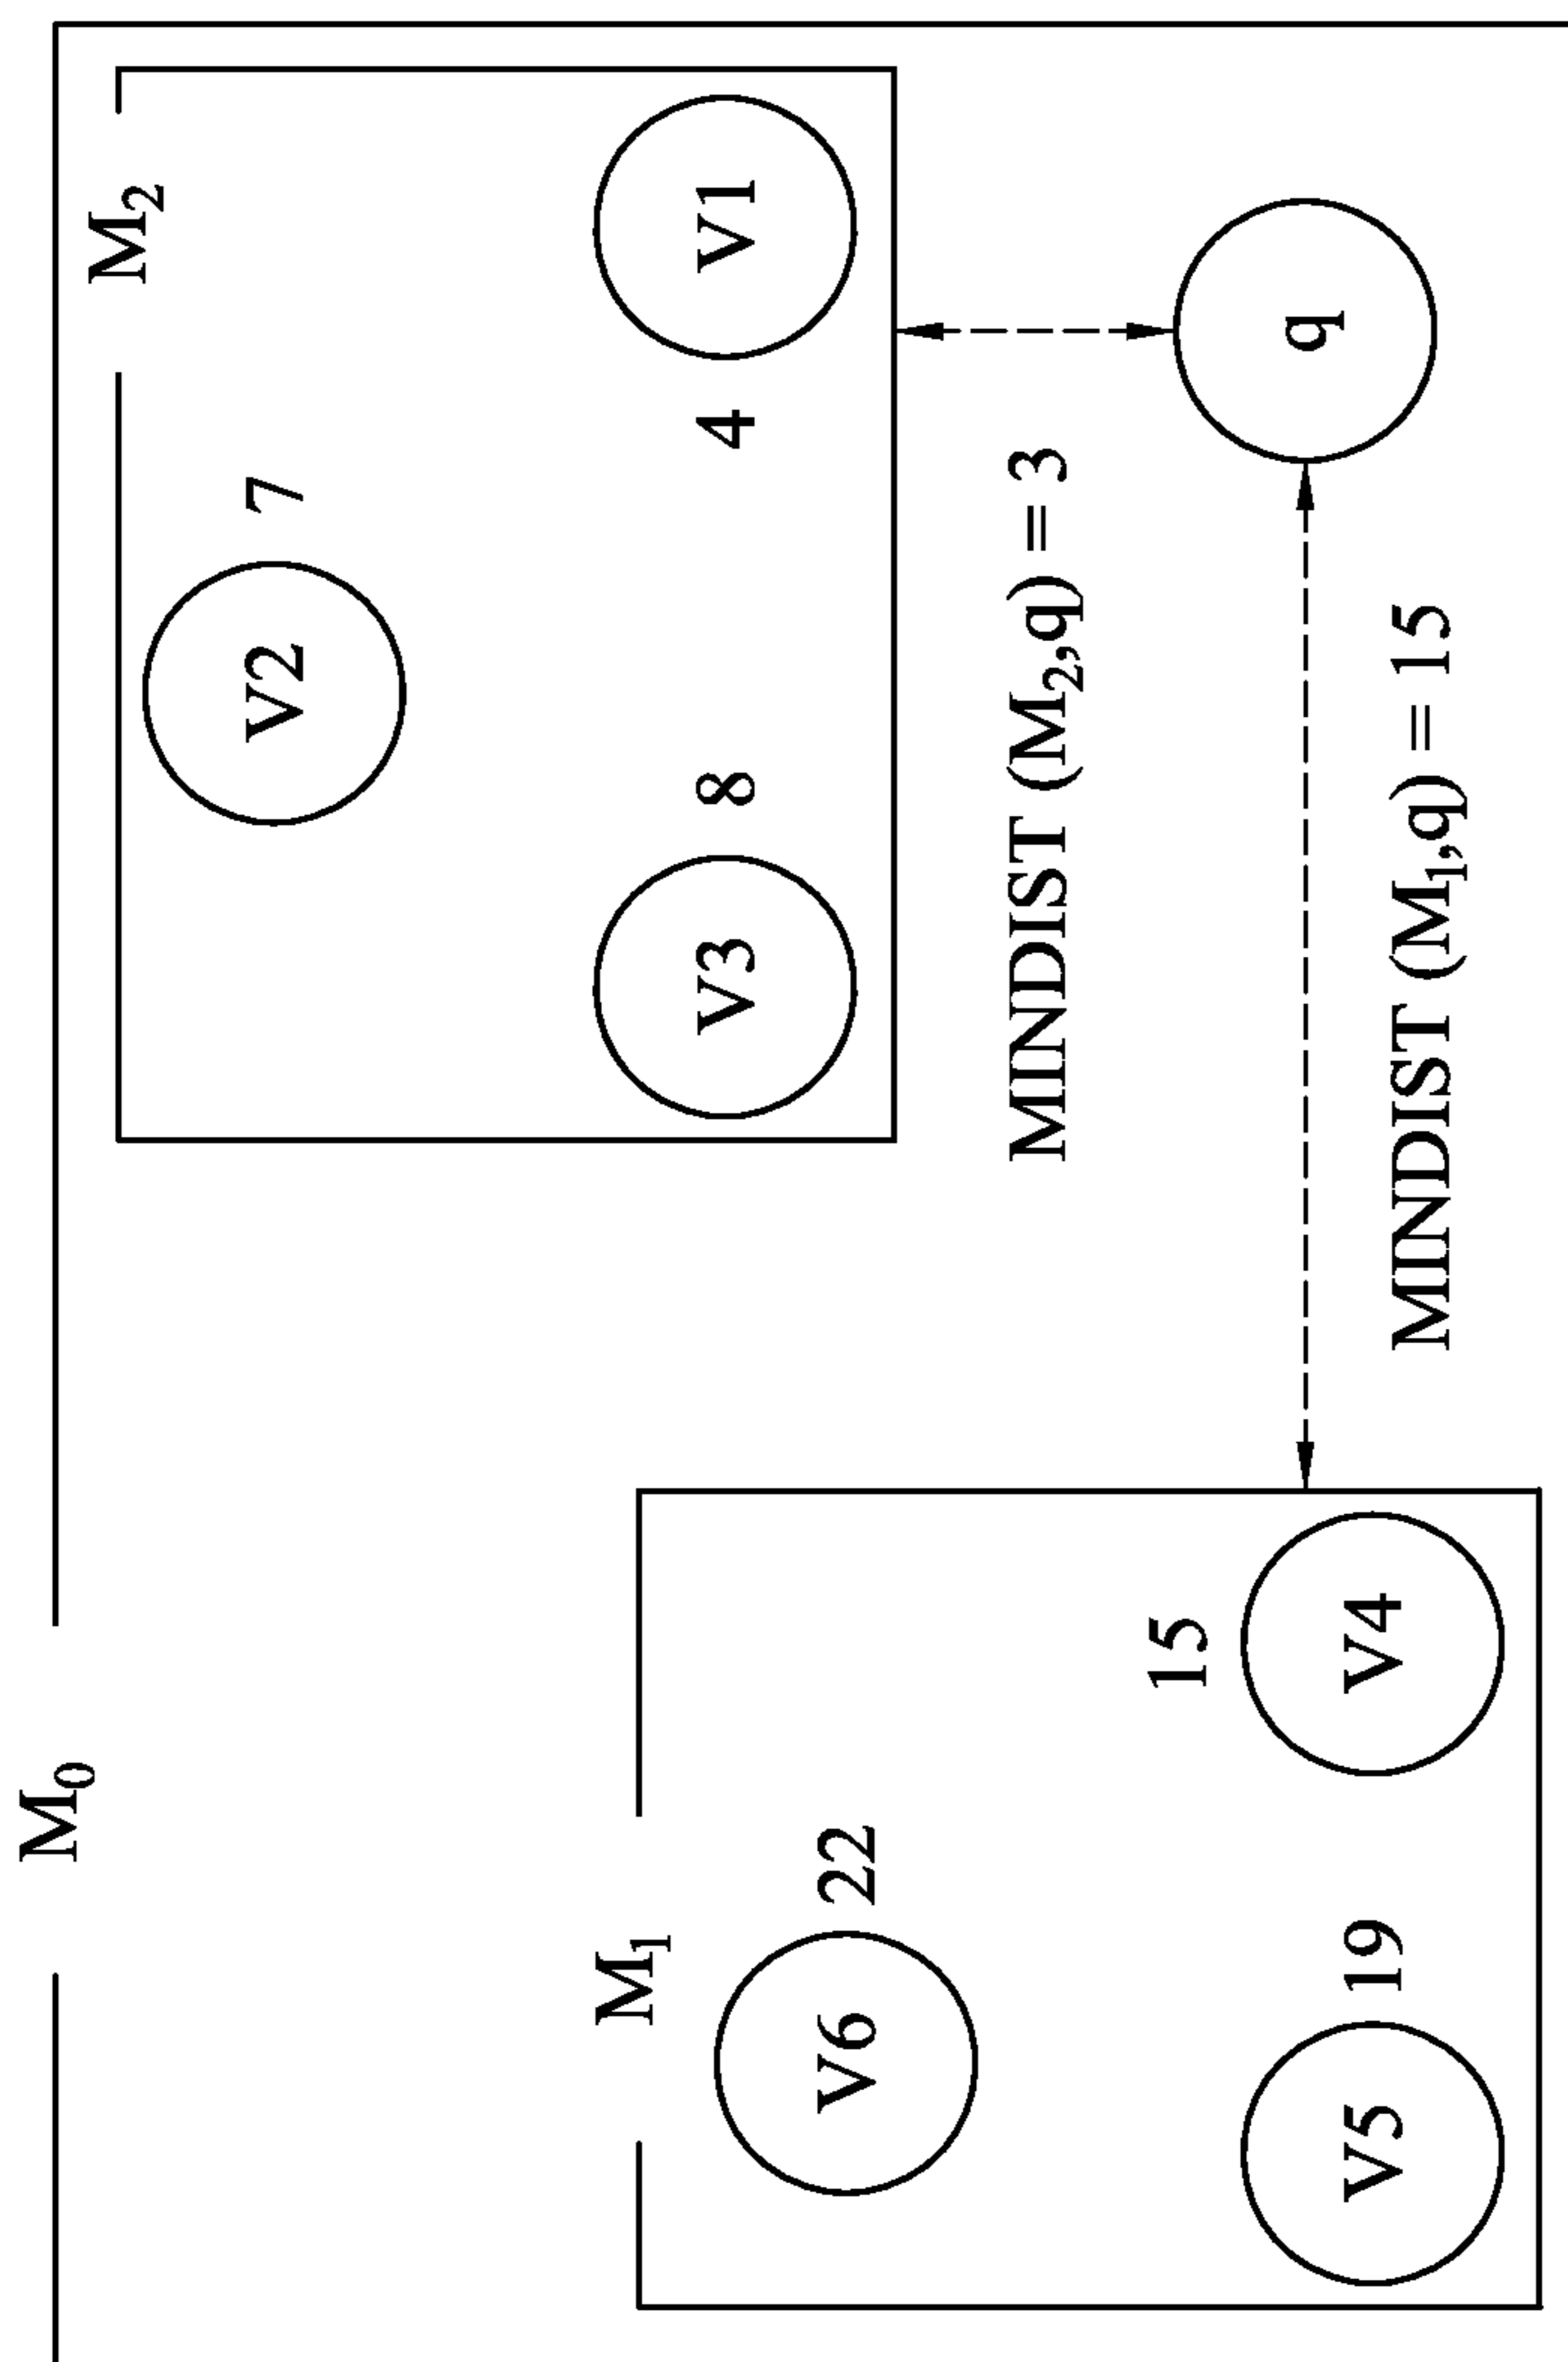 M₀
M₂
V2 7
M₁
V3 8
4 V1
V6 22
MINDIST (M₂,q) = 3
15
q
V5 19
V4
MINDIST (M₁,q) = 15